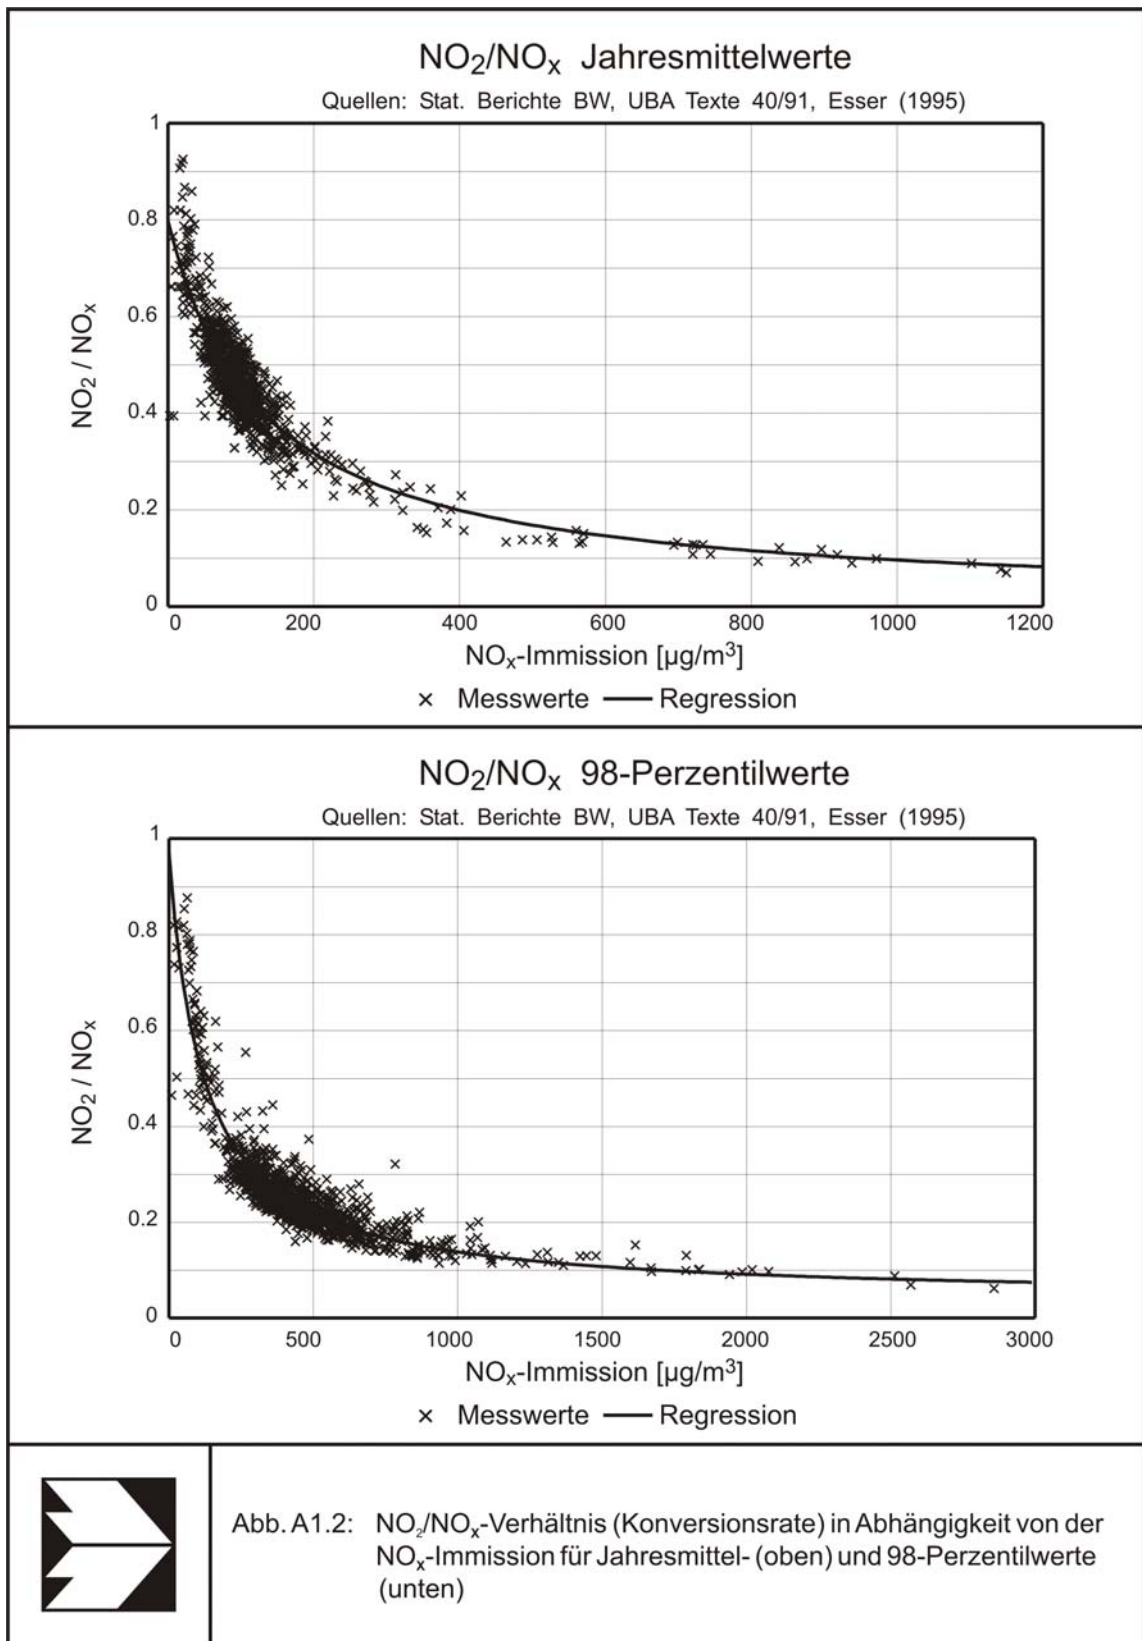 NO₂/NOₓ Jahresmittelwerte
Quellen: Stat. Berichte BW, UBA Texte 40/91, Esser (1995)
1
0.8
0.6
0.4
0.2
0
NO₂ / NOₓ
0 200 400 600 800 1000 1200
NOₓ-Immission [µg/m³]
× Messwerte — Regression
NO₂/NOₓ 98-Perzentilwerte
Quellen: Stat. Berichte BW, UBA Texte 40/91, Esser (1995)
1
0.8
0.6
0.4
0.2
0
NO₂ / NOₓ
0 500 1000 1500 2000 2500 3000
NOₓ-Immission [µg/m³]
× Messwerte — Regression
Abb. A1.2: NO₂/NOₓ-Verhältnis (Konversionsrate) in Abhängigkeit von der
NOₓ-Immission für Jahresmittel- (oben) und 98-Perzentilwerte
(unten)